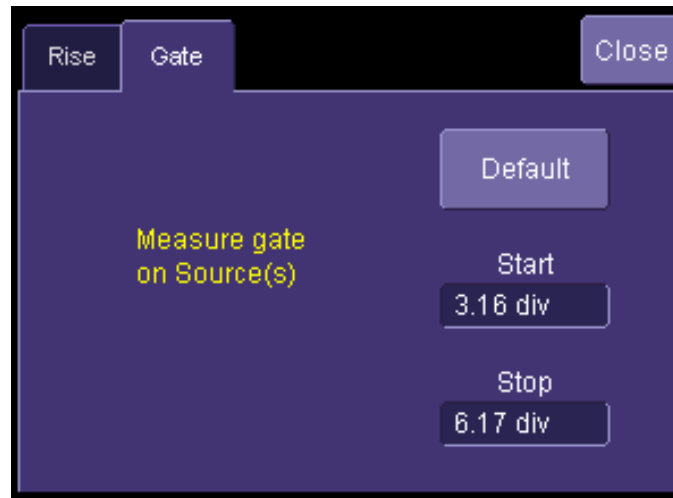 Rise
Gate
Close
Default
Measure gate
on Source(s)
Start
3.16 div
Stop
6.17 div